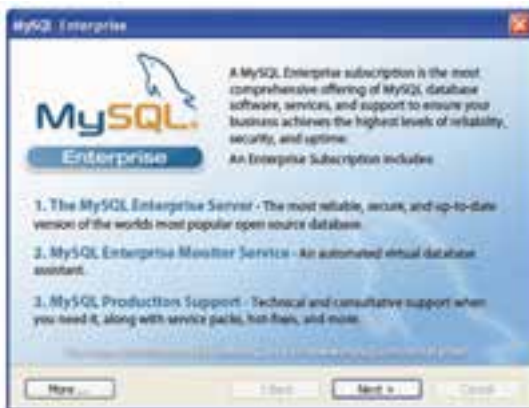 MySQL Enterprise
MySQL
Enterprise
A MySQL Enterprise subscription is the most
comprehensive offering of MySQL database
software, services, and support to ensure your
business achieves the highest levels of reliability,
security, and uptime.
An Enterprise Subscription includes:
1. The MySQL Enterprise Server - The most reliable, secure, and up-to-date
version of the worlds most popular open source database.
2. MySQL Enterprise Monitor Service - An automated virtual database
assistant.
3. MySQL Production Support - Technical and consultative support when
you need it, along with service packs, hot-fixes, and more.
More ...
< Back
Next >
Cancel